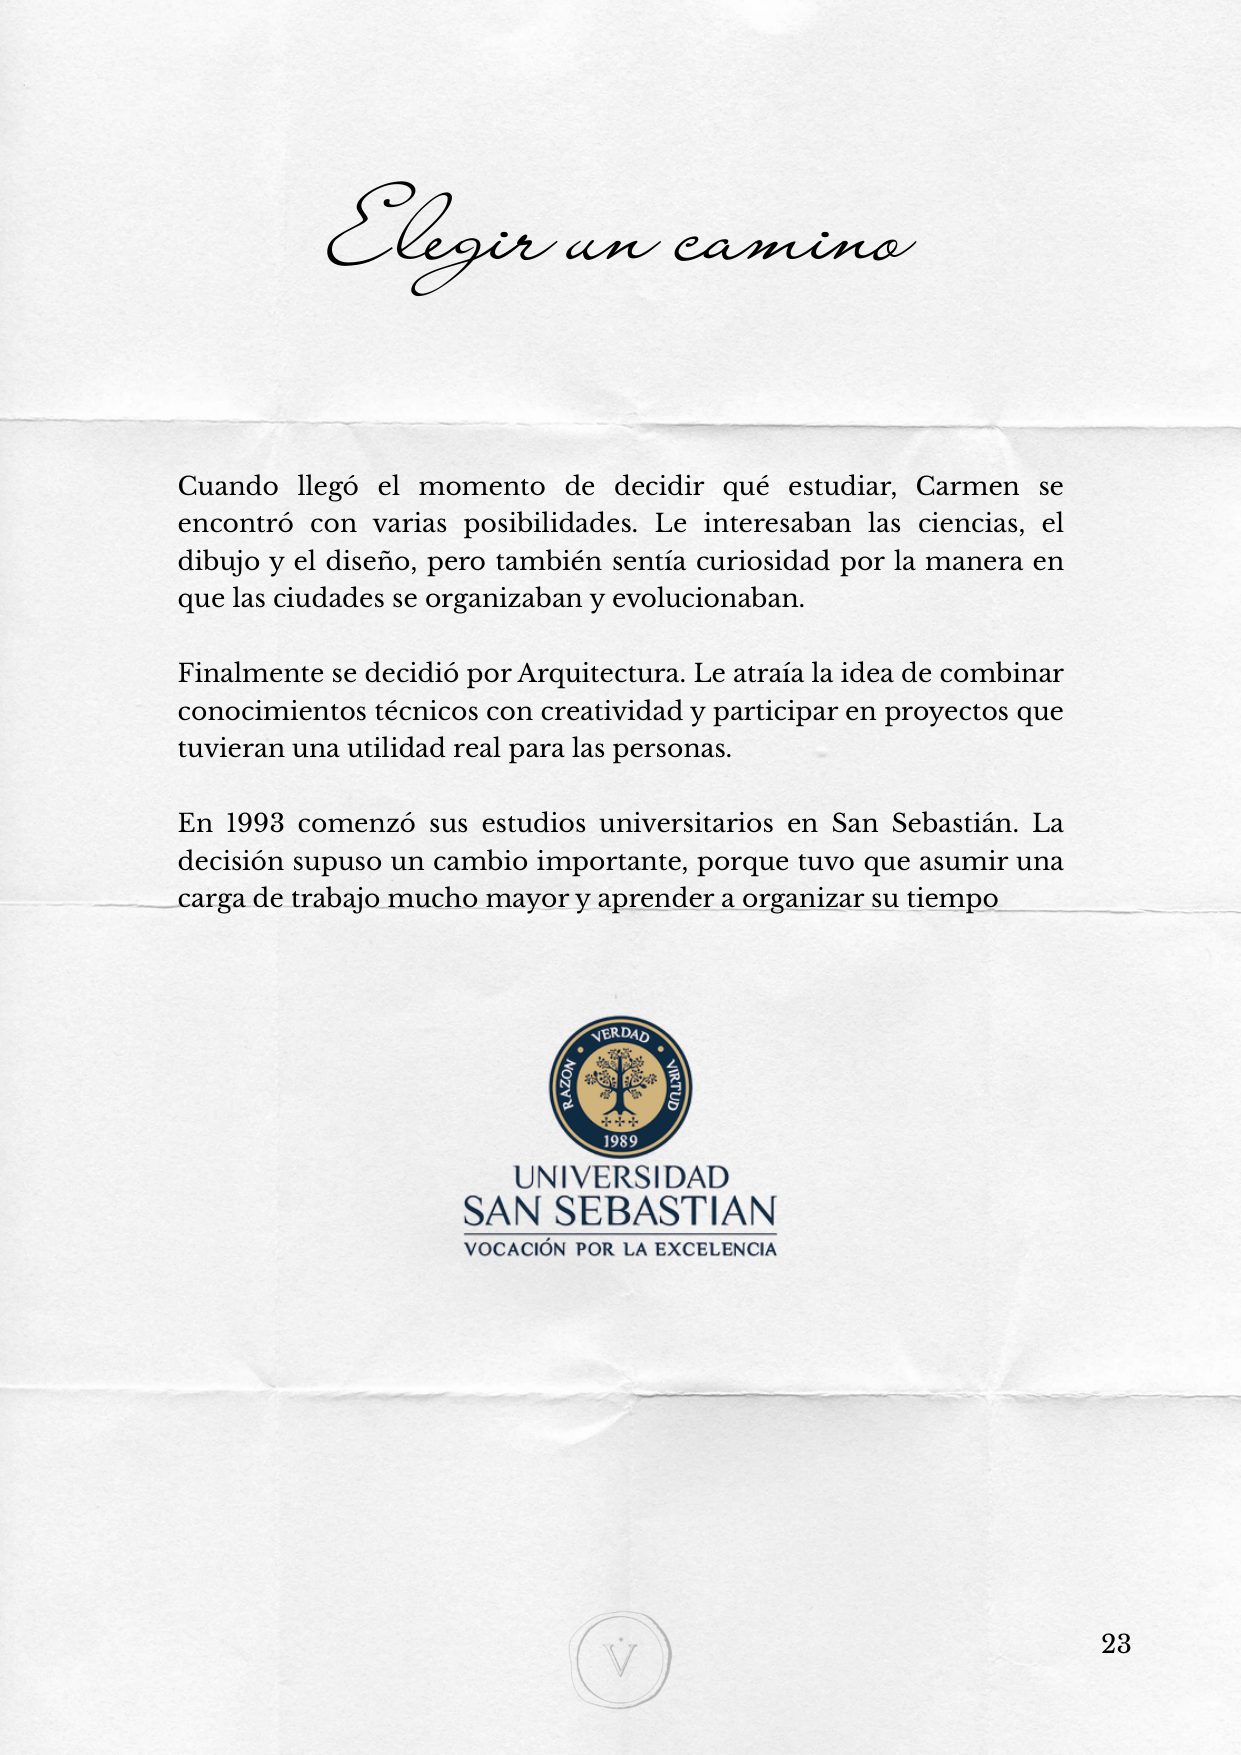 Elegir un camino
Cuando llegó el momento de decidir qué estudiar, Carmen se
encontró con varias posibilidades. Le interesaban las ciencias, el
dibujo y el diseño, pero también sentía curiosidad por la manera en
que las ciudades se organizaban y evolucionaban.
Finalmente se decidió por Arquitectura. Le atraía la idea de combinar
conocimientos técnicos con creatividad y participar en proyectos que
tuvieran una utilidad real para las personas.
En 1993 comenzó sus estudios universitarios en San Sebastián. La
decisión supuso un cambio importante, porque tuvo que asumir una
carga de trabajo mucho mayor y aprender a organizar su tiempo
RAZON • VERDAD • VIRTUD
1989
UNIVERSIDAD
SAN SEBASTIAN
VOCACIÓN POR LA EXCELENCIA
V
23